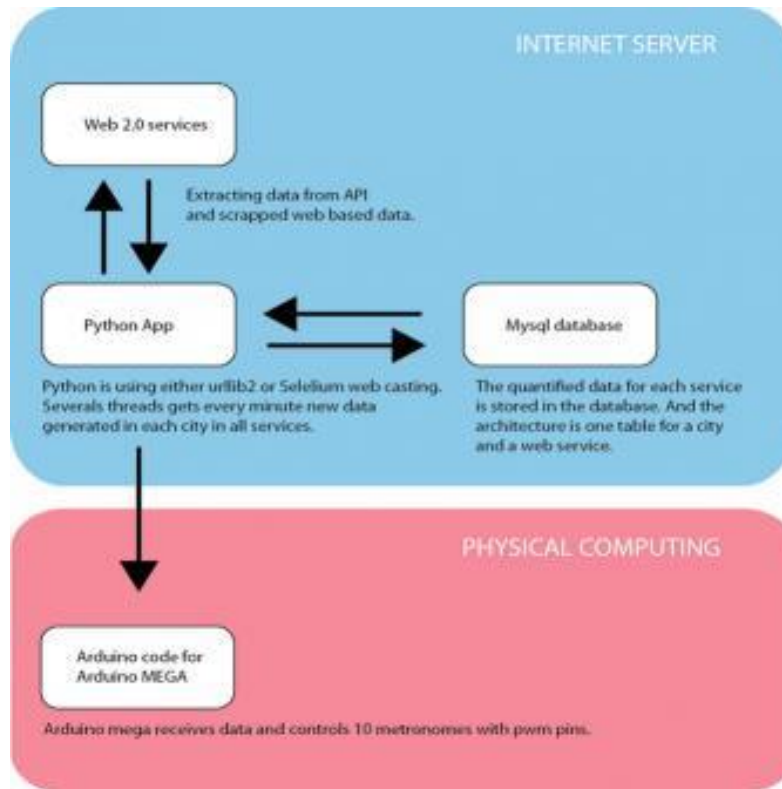 INTERNET SERVER
Web 2.0 services
Extracting data from API
and scrapped web based data.
Python App
Mysql database
Python is using either urllib2 or Selelium web casting.
Severals threads gets every minute new data
generated in each city in all services.
The quantified data for each service
is stored in the database. And the
architecture is one table for a city
and a web service.
PHYSICAL COMPUTING
Arduino code for
Arduino MEGA
Arduino mega receives data and controls 10 metronomes with pwm pins.